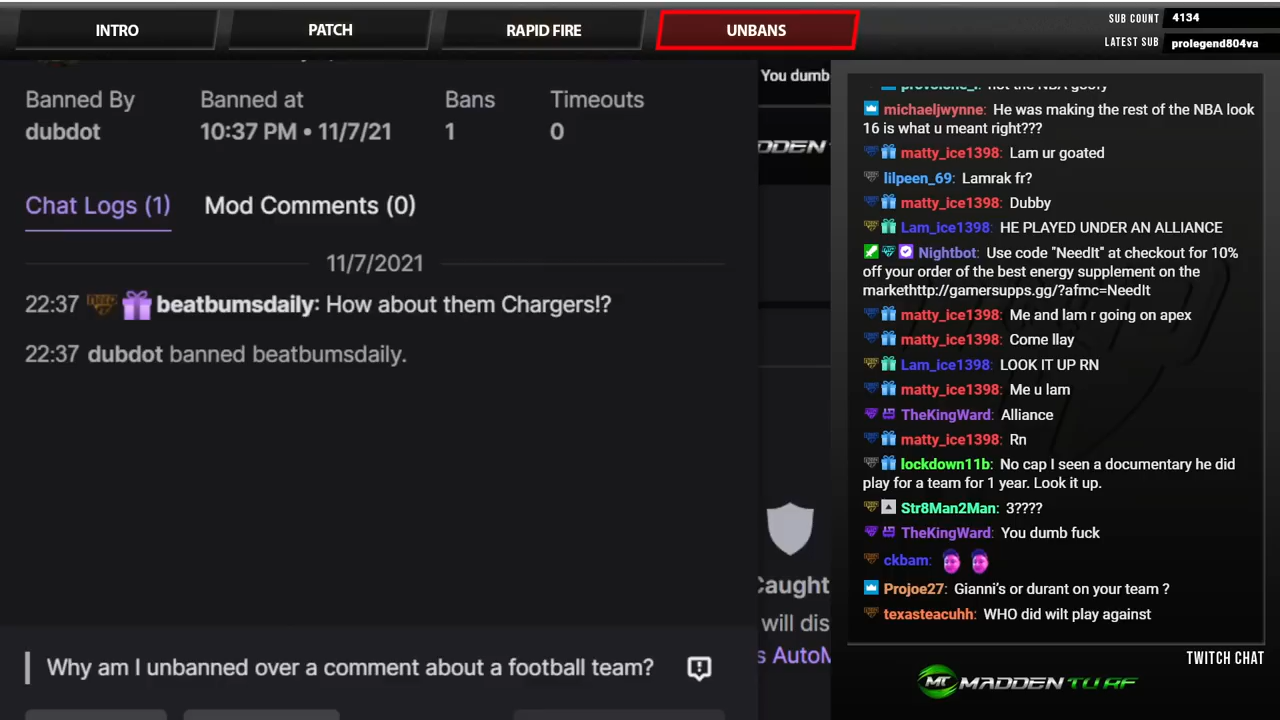 INTRO
PATCH
RAPID FIRE
UNBANS
SUB COUNT 4134
LATEST SUB prolegend804va
Banned By
dubdot
Banned at
10:37 PM • 11/7/21
Bans
1
Timeouts
0
Chat Logs (1)
Mod Comments (0)
11/7/2021
22:37 beatbumsdaily: How about them Chargers!?
22:37 dubdot banned beatbumsdaily.
Why am I unbanned over a comment about a football team?
You dumb
DDEN
Caught
will dis
s AutoM
not the NBA goofy
michaeljwynne: He was making the rest of the NBA look
16 is what u meant right???
matty_ice1398: Lam ur goated
lilpeen_69: Lamrak fr?
matty_ice1398: Dubby
Lam_ice1398: HE PLAYED UNDER AN ALLIANCE
Nightbot: Use code "NeedIt" at checkout for 10%
off your order of the best energy supplement on the
markethttp://gamersupps.gg/?afmc=NeedIt
matty_ice1398: Me and lam r going on apex
matty_ice1398: Come llay
Lam_ice1398: LOOK IT UP RN
matty_ice1398: Me u lam
TheKingWard: Alliance
matty_ice1398: Rn
lockdown11b: No cap I seen a documentary he did
play for a team for 1 year. Look it up.
Str8Man2Man: 3????
TheKingWard: You dumb fuck
ckbam:
Projoe27: Gianni's or durant on your team ?
texasteacuhh: WHO did wilt play against
TWITCH CHAT
MT MADDEN TURF